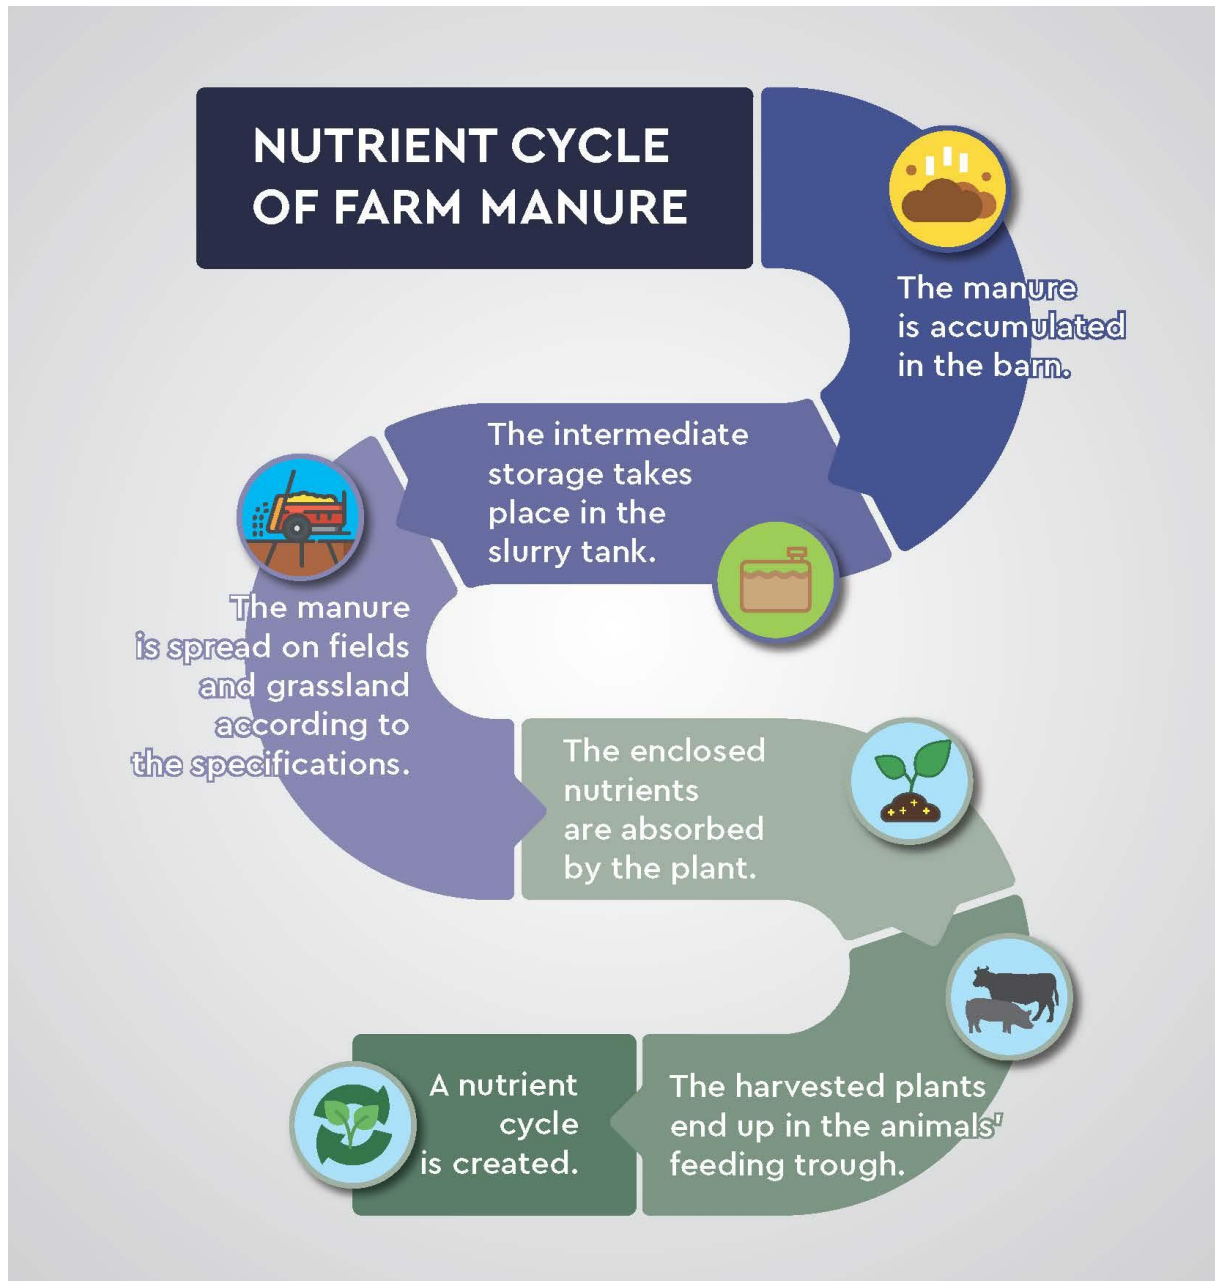 NUTRIENT CYCLE
OF FARM MANURE
The manure
is accumulated
in the barn.
The intermediate
storage takes
place in the
slurry tank.
The manure
is spread on fields
and grassland
according to
the specifications.
The enclosed
nutrients
are absorbed
by the plant.
The harvested plants
end up in the animals'
feeding trough.
A nutrient
cycle
is created.